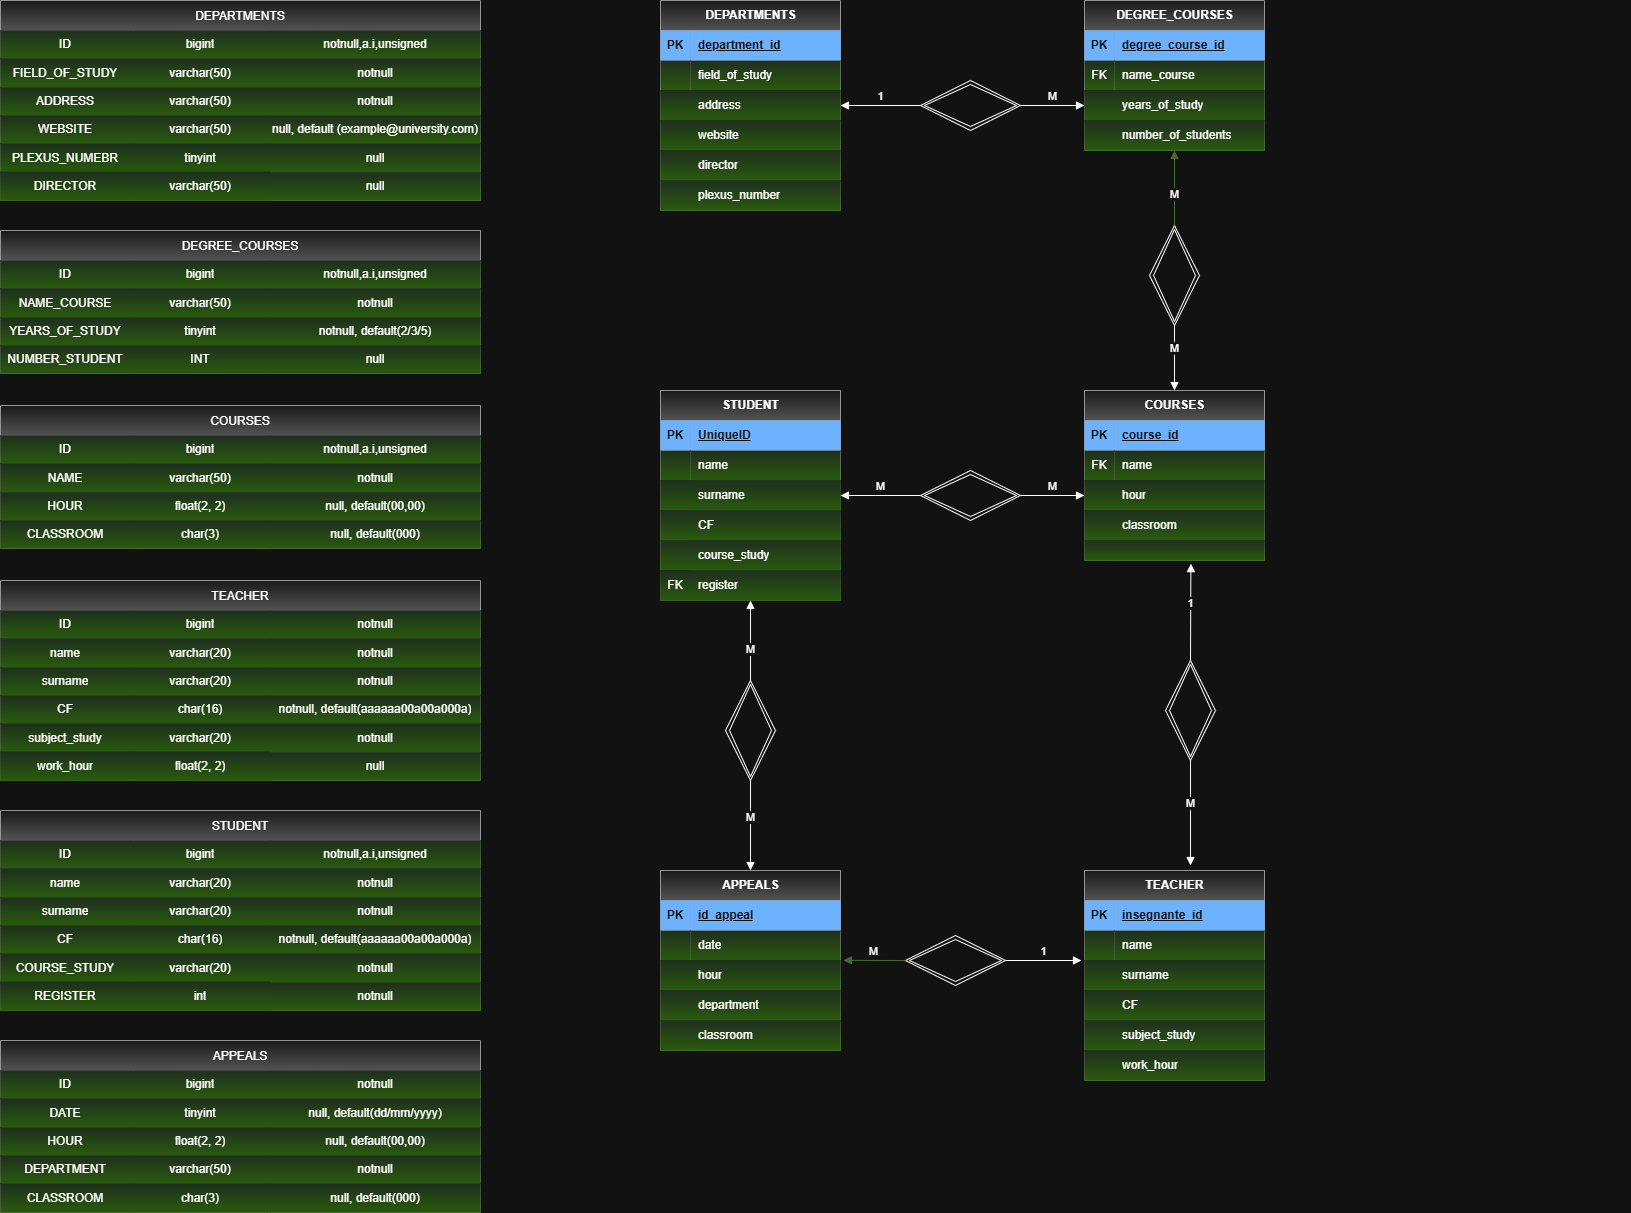 DEPARTMENTS
ID bigint notnull,a.i,unsigned
FIELD_OF_STUDY varchar(50) notnull
ADDRESS varchar(50) notnull
WEBSITE varchar(50) null, default (example@university.com)
PLEXUS_NUMEBR tinyint null
DIRECTOR varchar(50) null
DEGREE_COURSES
ID bigint notnull,a.i,unsigned
NAME_COURSE varchar(50) notnull
YEARS_OF_STUDY tinyint notnull, default(2/3/5)
NUMBER_STUDENT INT null
COURSES
ID bigint notnull,a.i,unsigned
NAME varchar(50) notnull
HOUR float(2, 2) null, default(00,00)
CLASSROOM char(3) null, default(000)
TEACHER
ID bigint notnull
name varchar(20) notnull
surname varchar(20) notnull
CF char(16) notnull, default(aaaaaa00a00a000a)
subject_study varchar(20) notnull
work_hour float(2, 2) null
STUDENT
ID bigint notnull,a.i,unsigned
name varchar(20) notnull
surname varchar(20) notnull
CF char(16) notnull, default(aaaaaa00a00a000a)
COURSE_STUDY varchar(20) notnull
REGISTER int notnull
APPEALS
ID bigint notnull
DATE tinyint null, default(dd/mm/yyyy)
HOUR float(2, 2) null, default(00,00)
DEPARTMENT varchar(50) notnull
CLASSROOM char(3) null, default(000)
DEPARTMENTS
PK department_id
field_of_study
address
website
director
plexus_number
1
M
DEGREE_COURSES
PK degree_course_id
FK name_course
years_of_study
number_of_students
M
M
STUDENT
PK UniqueID
name
surname
CF
course_study
FK register
M
M
COURSES
PK course_id
FK name
hour
classroom
M
M
1
M
APPEALS
PK id_appeal
date
hour
department
classroom
M
1
TEACHER
PK insegnante_id
name
surname
CF
subject_study
work_hour